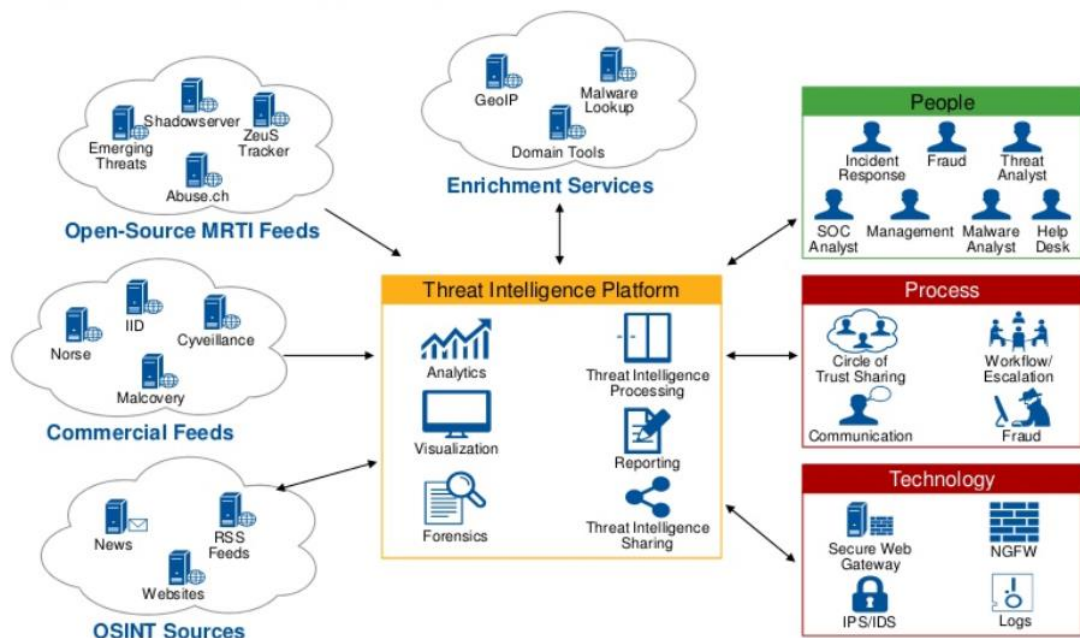 Shadowserver
Emerging
Threats
ZeuS
Tracker
Abuse.ch
Open-Source MRTI Feeds
GeoIP
Malware
Lookup
Domain Tools
Enrichment Services
Norse
IID
Cyveillance
Malcovery
Commercial Feeds
News
RSS
Feeds
Websites
OSINT Sources
Threat Intelligence Platform
Analytics
Threat Intelligence
Processing
Visualization
Reporting
Forensics
Threat Intelligence
Sharing
People
Incident
Response
Fraud
Threat
Analyst
SOC
Analyst
Management
Malware
Analyst
Help
Desk
Process
Circle of
Trust Sharing
Workflow/
Escalation
Communication
Fraud
Technology
Secure Web
Gateway
NGFW
IPS/IDS
Logs